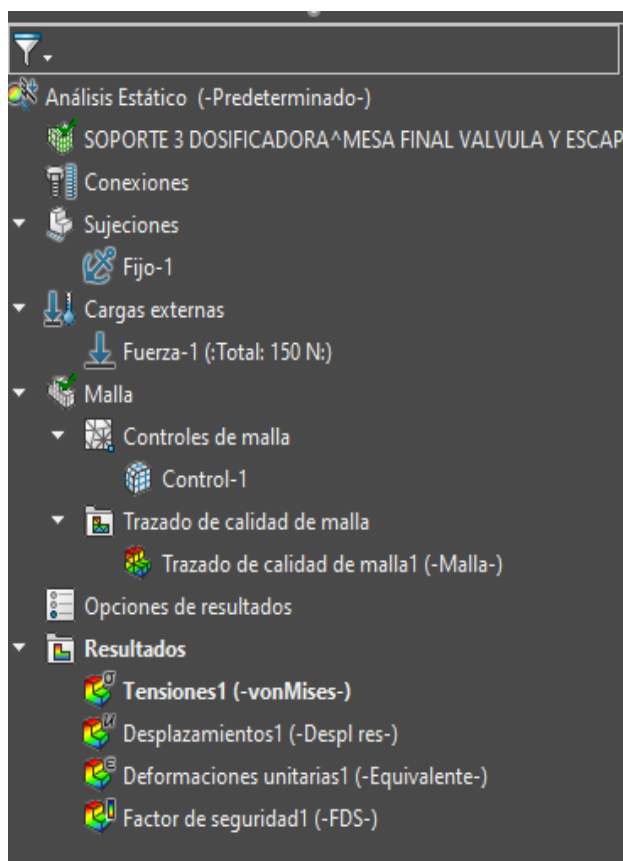 Análisis Estático (-Predeterminado-)
SOPORTE 3 DOSIFICADORA^MESA FINAL VALVULA Y ESCAP
Conexiones
Sujeciones
Fijo-1
Cargas externas
Fuerza-1 (:Total: 150 N:)
Malla
Controles de malla
Control-1
Trazado de calidad de malla
Trazado de calidad de malla1 (-Malla-)
Opciones de resultados
Resultados
Tensiones1 (-vonMises-)
Desplazamientos1 (-Despl res-)
Deformaciones unitarias1 (-Equivalente-)
Factor de seguridad1 (-FDS-)